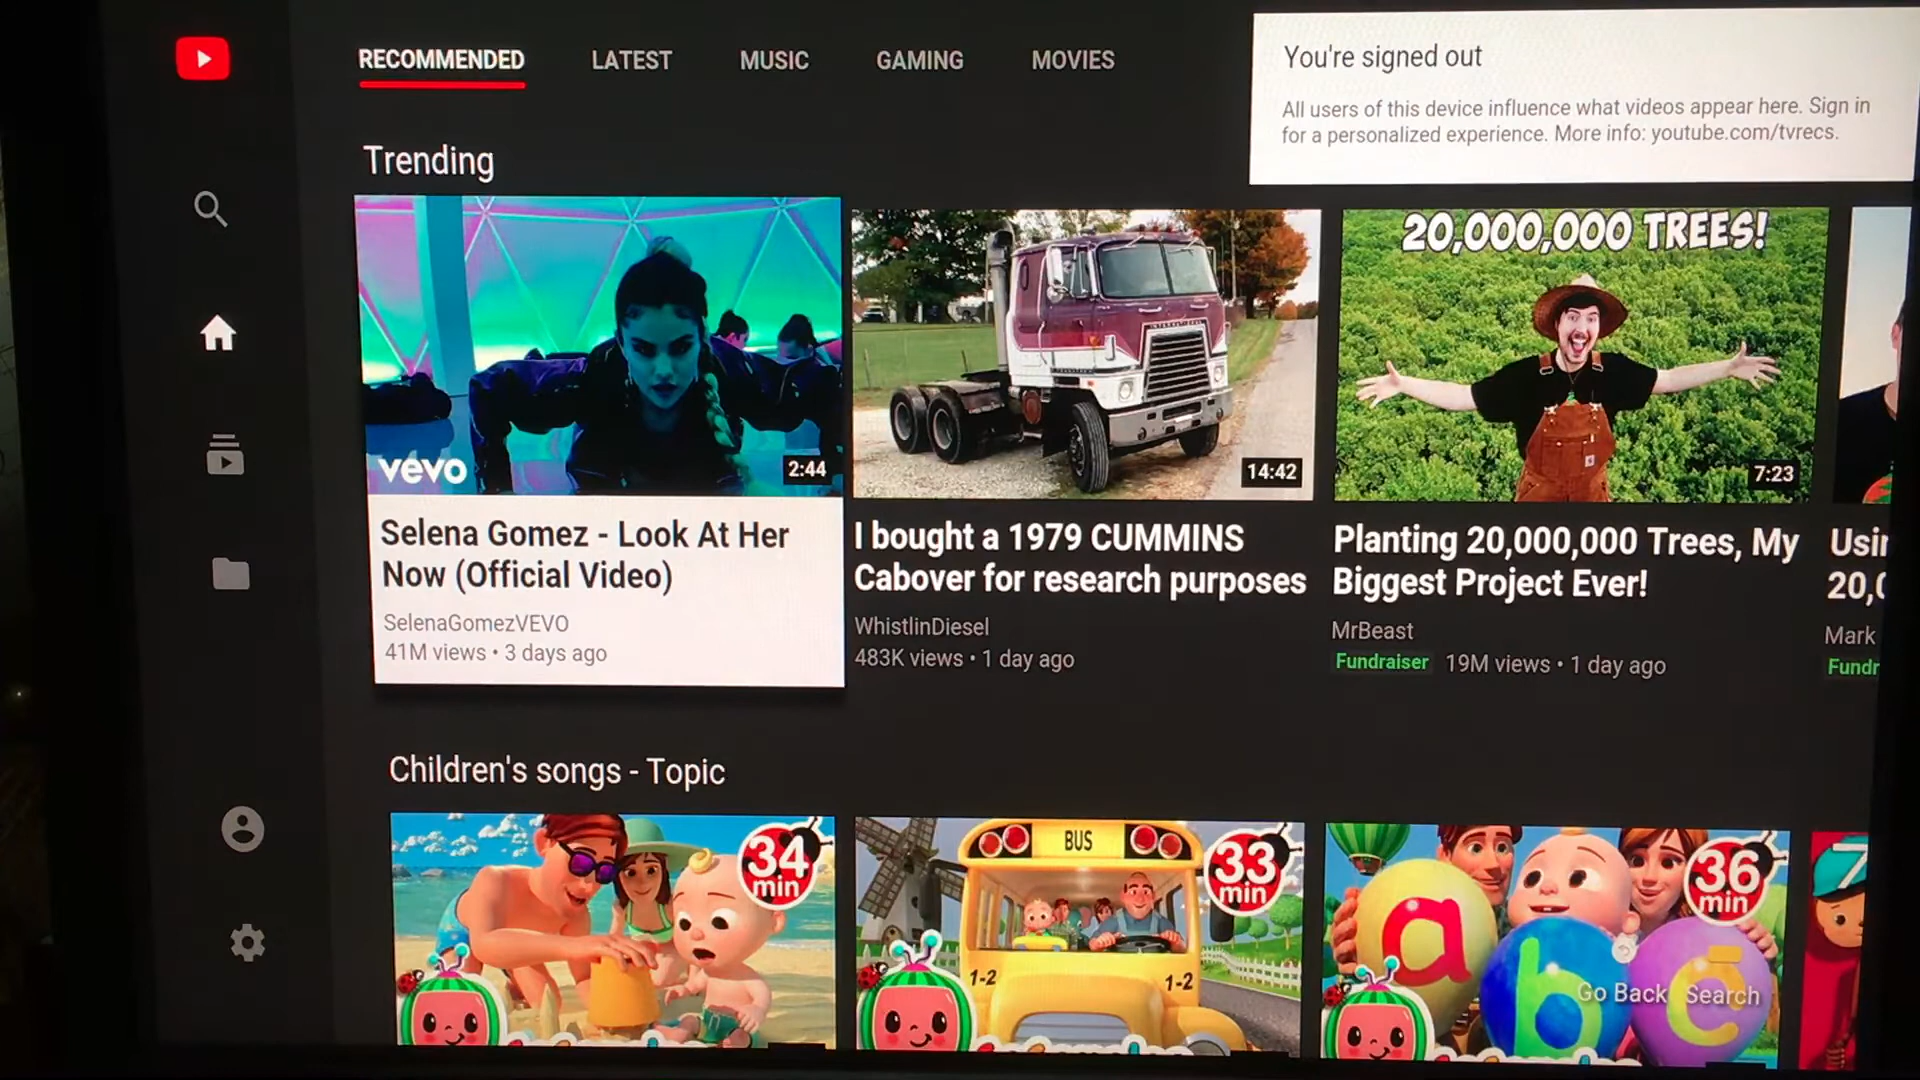 RECOMMENDED LATEST MUSIC GAMING MOVIES
You're signed out
All users of this device influence what videos appear here. Sign in
for a personalized experience. More info: youtube.com/tvrecs.
Trending
vevo
2:44
INTERNATIONAL
14:42
20,000,000 TREES!
7:23
Selena Gomez - Look At Her
Now (Official Video)
SelenaGomezVEVO
41M views • 3 days ago
I bought a 1979 CUMMINS
Cabover for research purposes
WhistlinDiesel
483K views • 1 day ago
Planting 20,000,000 Trees, My
Biggest Project Ever!
MrBeast
Fundraiser 19M views • 1 day ago
Mark
Children's songs - Topic
34
min
BUS
1-2
1-2
33
min
a
b
c
36
min
Go Back Search